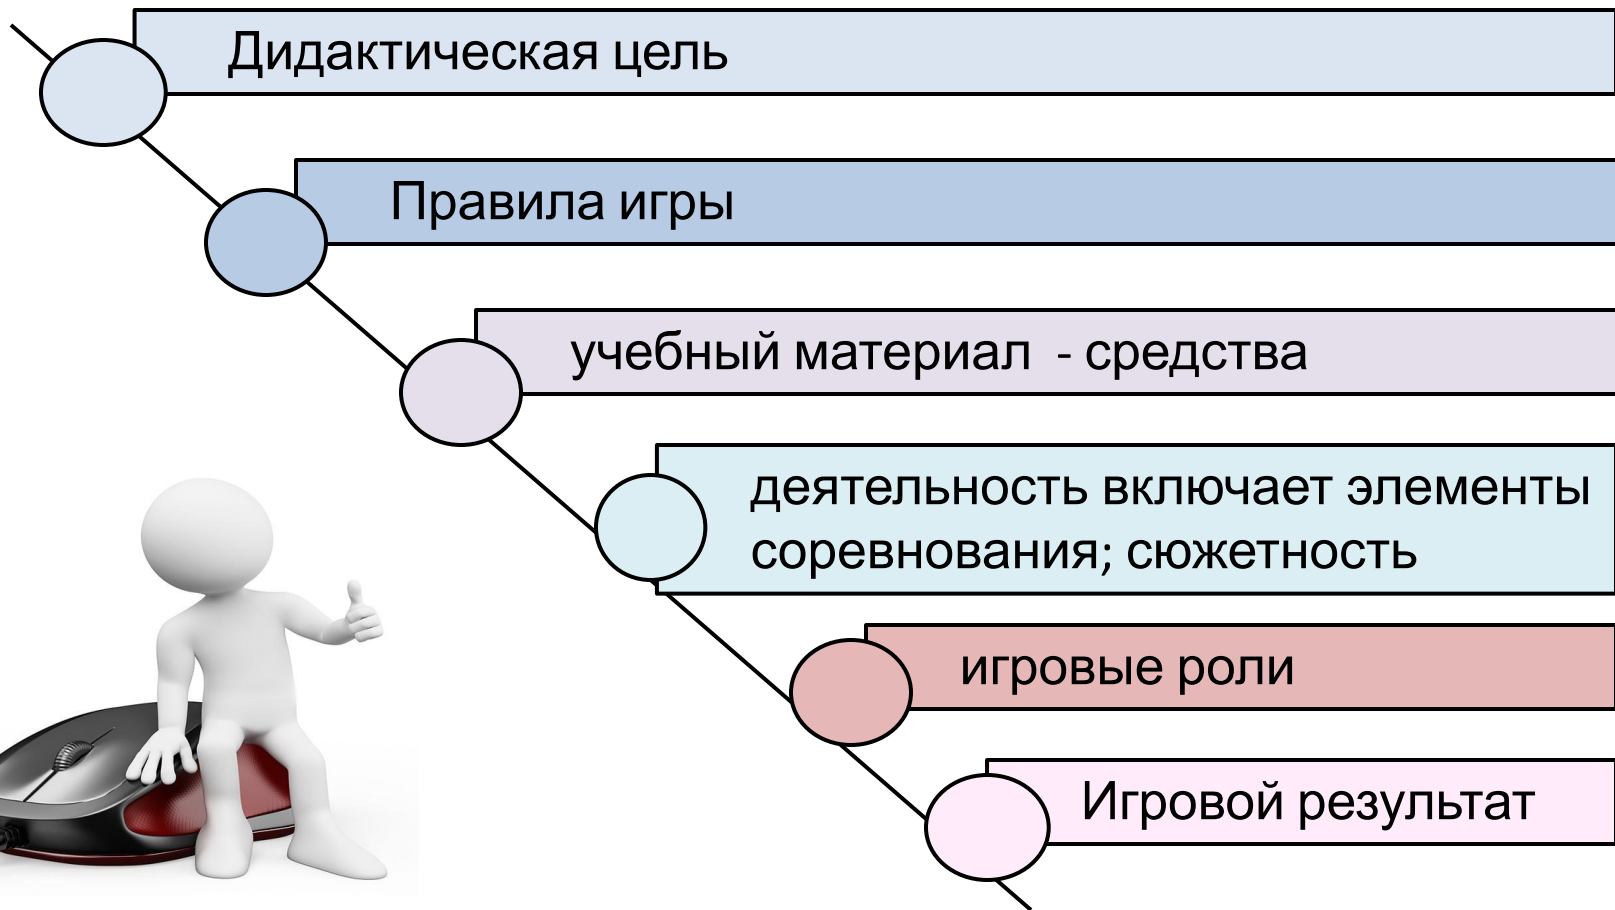 Дидактическая цель
Правила игры
учебный материал  - средства
деятельность включает элементы
соревнования; сюжетность
игровые роли
Игровой результат